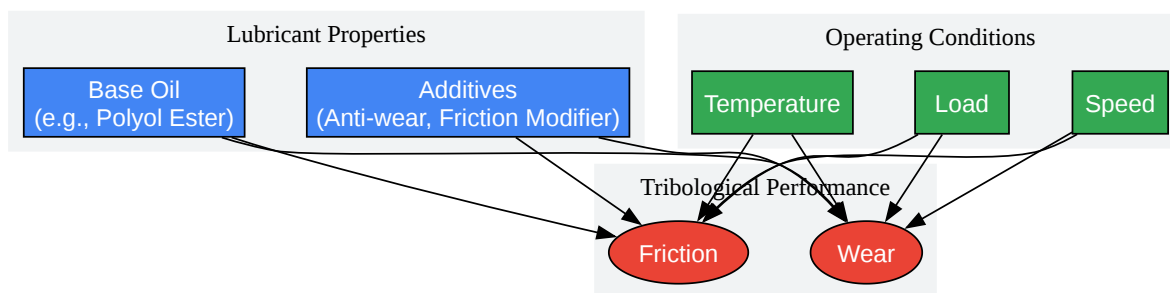 Lubricant Properties
Base Oil
(e.g., Polyol Ester)
Additives
(Anti-wear, Friction Modifier)
Operating Conditions
Temperature
Load
Speed
Tribological Performance
Friction
Wear